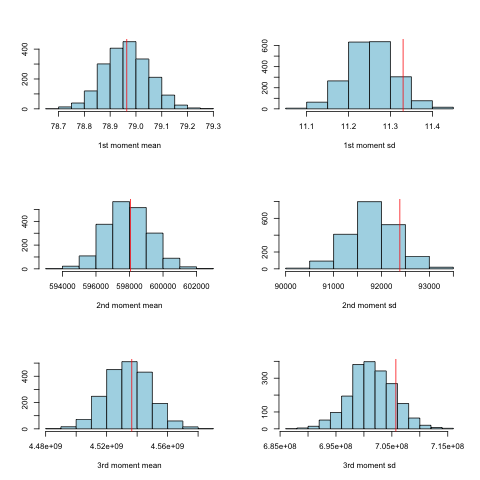 0 200 400
78.7 78.8 78.9 79.0 79.1 79.2 79.3
1st moment mean
0 200 400 600
11.1 11.2 11.3 11.4
1st moment sd
0 200 400
594000 596000 598000 600000 602000
2nd moment mean
0 200 600
90000 91000 92000 93000
2nd moment sd
0 200 400
4.48e+09 4.52e+09 4.56e+09
3rd moment mean
0 100 300
6.85e+08 6.95e+08 7.05e+08 7.15e+08
3rd moment sd